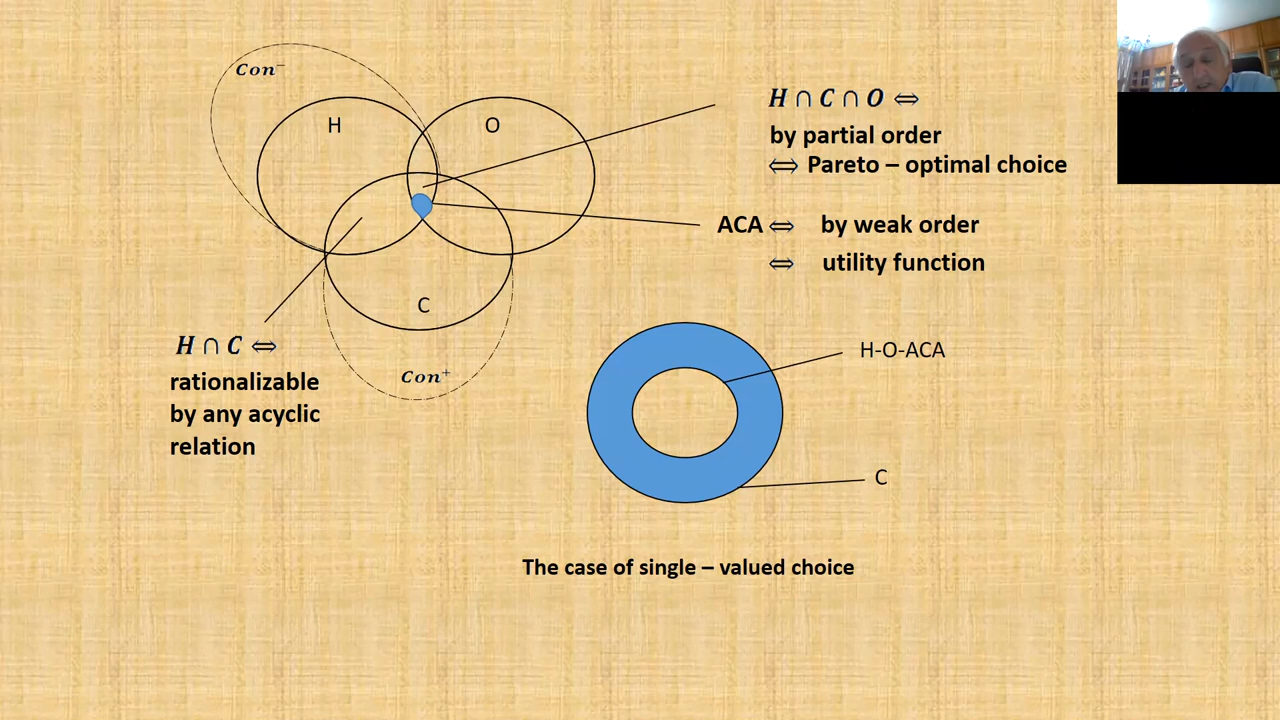 Con⁻
H
O
C
Con⁺
H ∩ C ∩ O ⇔
by partial order
⇔ Pareto – optimal choice
ACA ⇔ by weak order
⇔ utility function
H ∩ C ⇔
rationalizable
by any acyclic
relation
H-O-ACA
C
The case of single – valued choice